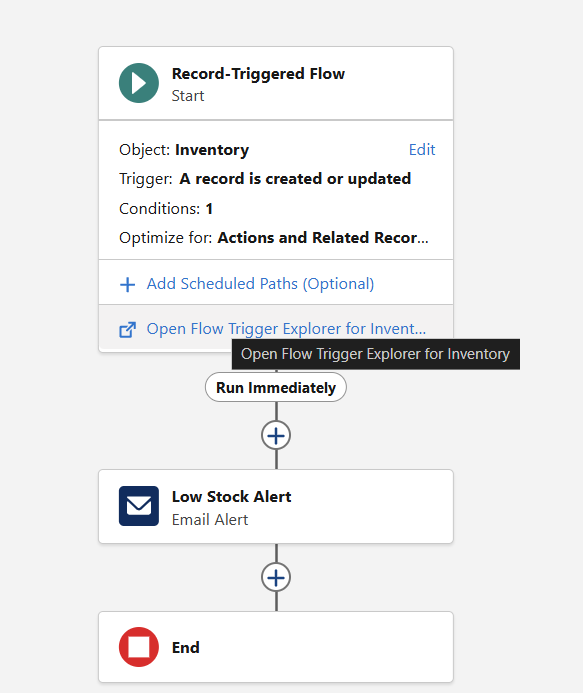 Record-Triggered Flow
Start
Object: Inventory
Edit
Trigger: A record is created or updated
Conditions: 1
Optimize for: Actions and Related Recor...
Add Scheduled Paths (Optional)
Open Flow Trigger Explorer for Invent...
Open Flow Trigger Explorer for Inventory
Run Immediately
Low Stock Alert
Email Alert
End